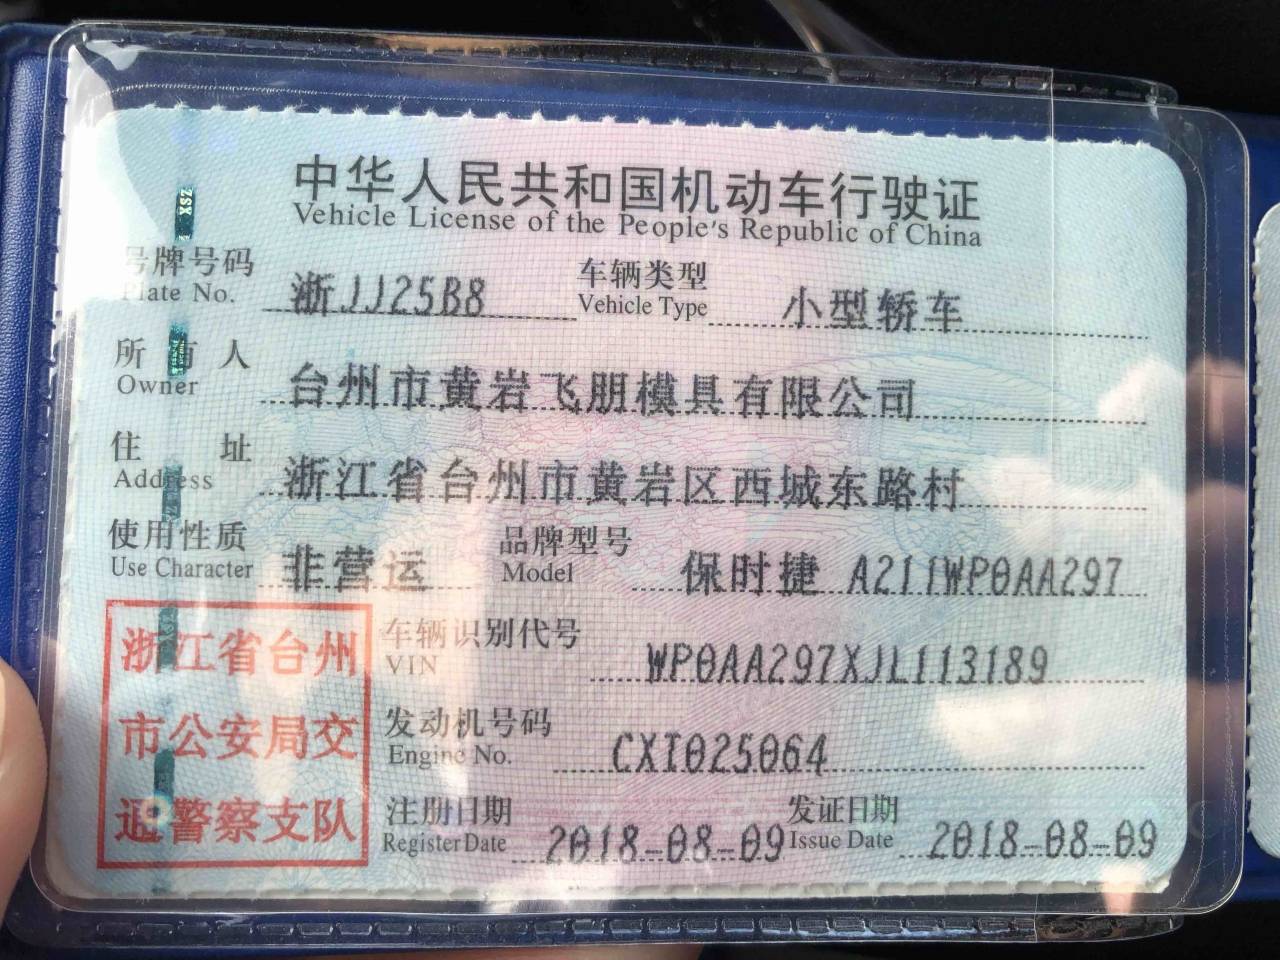 中华人民共和国机动车行驶证
Vehicle License of the People's Republic of China
号牌号码 浙JJ25B8 车辆类型 小型轿车
Plate No. Vehicle Type
所有人 台州市黄岩飞朋模具有限公司
Owner
住址 浙江省台州市黄岩区西城东路村
Address
使用性质 非营运 品牌型号 保时捷 A211WP0AA297
Use Character Model
浙江省台州
市公安局交
通警察支队
车辆识别代号 WP0AA297XJL113189
VIN
发动机号码 CXT025064
Engine No.
注册日期 2018-08-09 发证日期 2018-08-09
Register Date Issue Date
XSZ